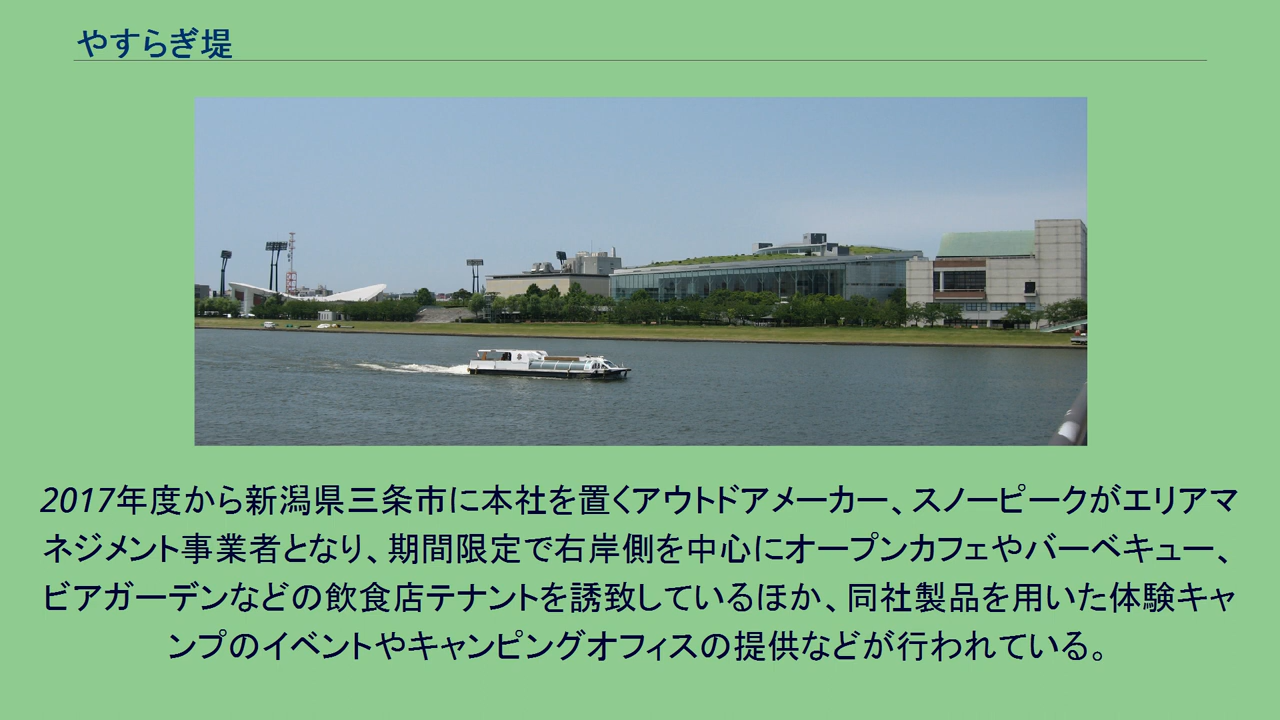 やすらぎ堤
2017年度から新潟県三条市に本社を置くアウトドアメーカー、スノーピークがエリアマ
ネジメント事業者となり、期間限定で右岸側を中心にオープンカフェやバーベキュー、
ビアガーデンなどの飲食店テナントを誘致しているほか、同社製品を用いた体験キャ
ンプのイベントやキャンピングオフィスの提供などが行われている。